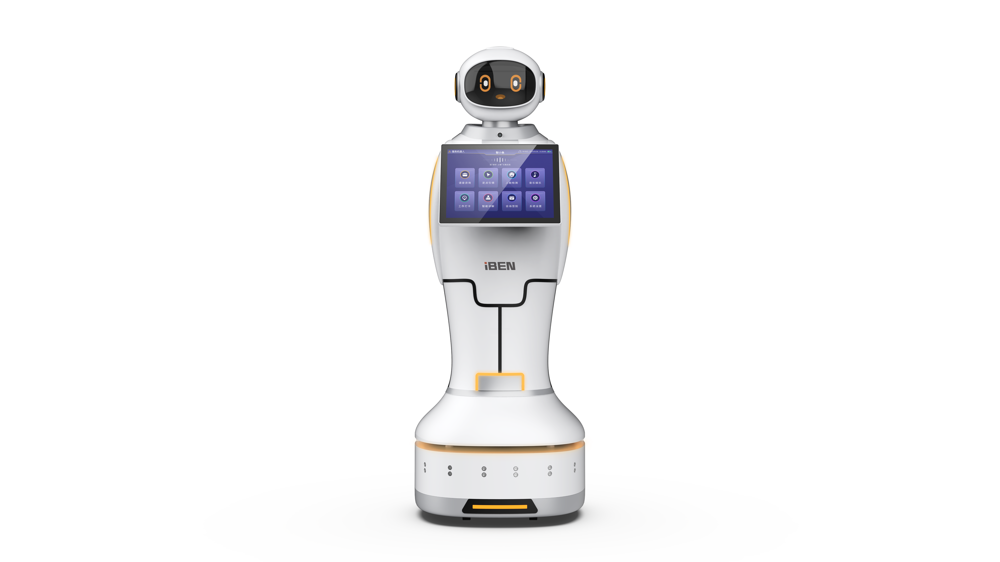 AI 服务机器人
智小鱼
10:30AM
语音咨询
定点引领
人脸检测
音乐娱乐
工作打卡
智能讲解
会场签到
系统设置
iBEN